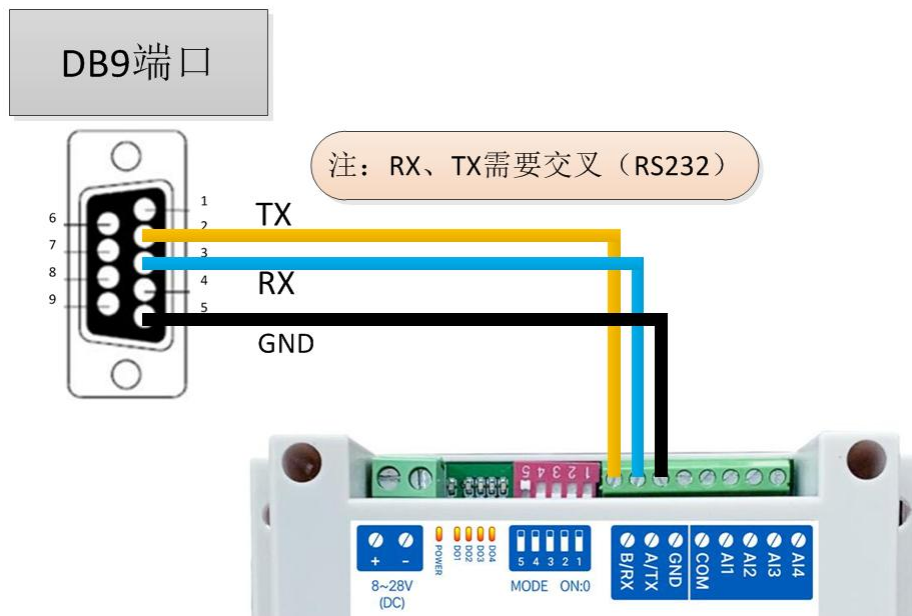 DB9端口
注：RX、TX需要交叉（RS232）
1
6
TX
2
7
3
8
RX
4
9
5
GND
5 4 3 2 1
+ -
8~28V
(DC)
POWER
DO1
DO2
DO3
DO4
5 4 3 2 1
MODE ON:0
B/RX
A/TX
GND
COM
AI1
AI2
AI3
AI4